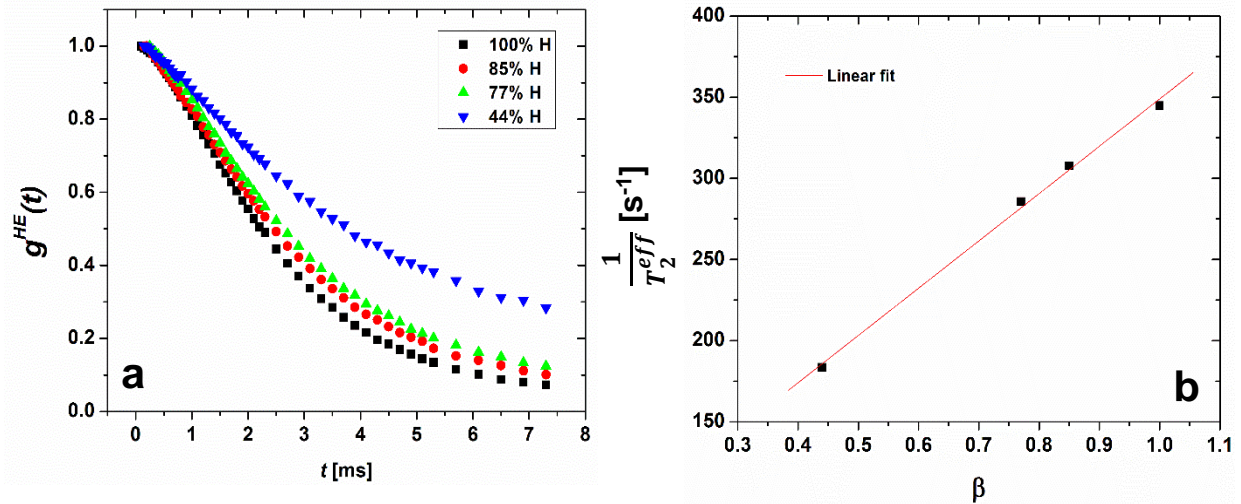 g^HE(t)
1.0
0.8
0.6
0.4
0.2
0.0
100% H
85% H
77% H
44% H
a
0 1 2 3 4 5 6 7 8
t [ms]
1/T_2^eff [s^-1]
400
350
300
250
200
150
Linear fit
b
0.3 0.4 0.5 0.6 0.7 0.8 0.9 1.0 1.1
β